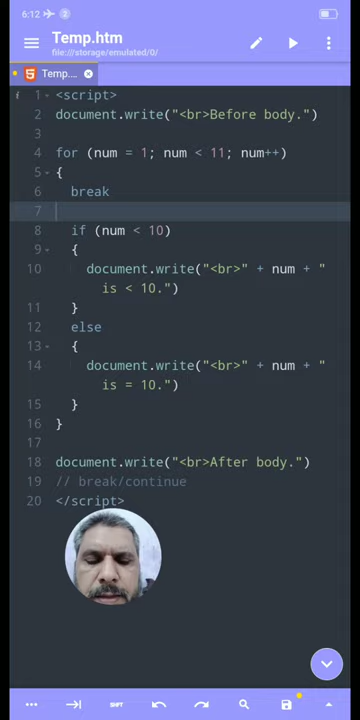 6:12 2
Temp.htm
file://storage/emulated/0/
Temp....
1 <script>
2 document.write("<br>Before body.")
3
4 for (num = 1; num < 11; num++)
5 {
6 break
7
8 if (num < 10)
9 {
10 document.write("<br>" + num + "
is < 10.")
11 }
12 else
13 {
14 document.write("<br>" + num + "
is = 10.")
15 }
16 }
17
18 document.write("<br>After body.")
19 // break/continue
20 </script>
SHIFT